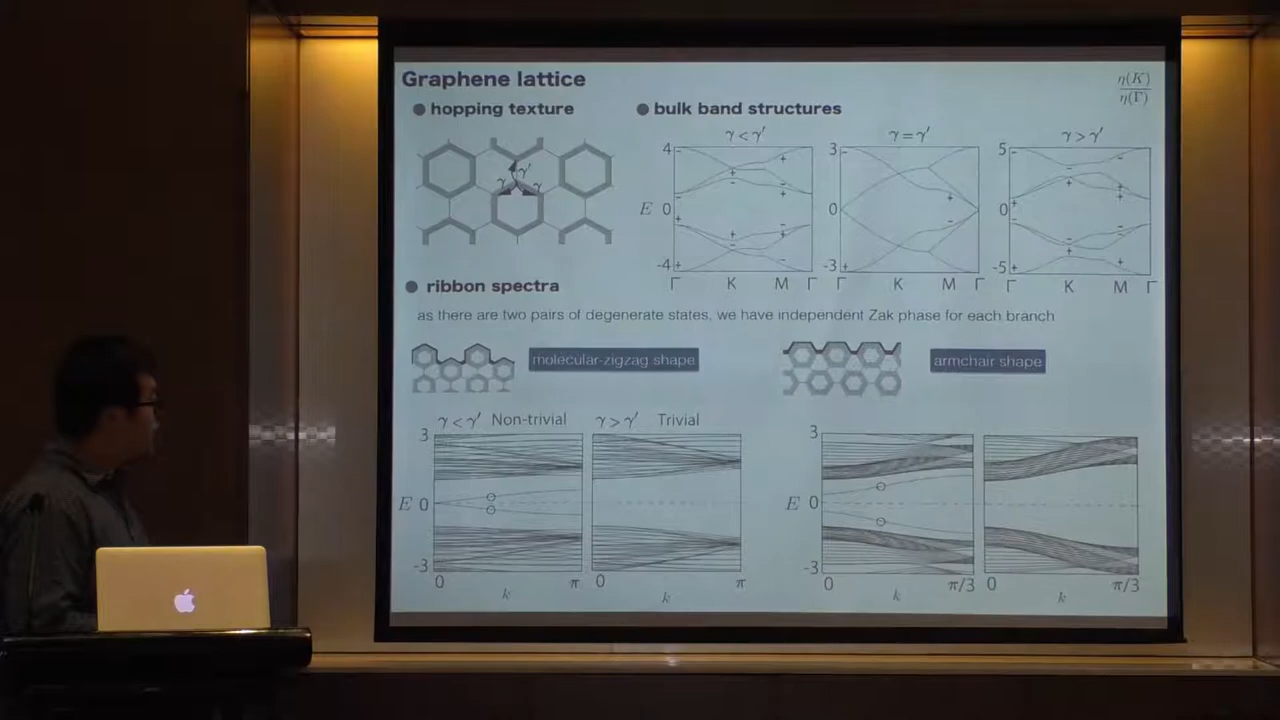 Graphene lattice
η(K)
η(Γ)
● hopping texture
● bulk band structures
γ < γ′
γ = γ′
γ > γ′
γ′
γ
γ
4
E 0
-4
Γ K M Γ
3
0
-3
Γ K M Γ
5
0
-5
Γ K M Γ
● ribbon spectra
as there are two pairs of degenerate states, we have independent Zak phase for each branch
molecular-zigzag shape
armchair shape
γ < γ′ Non-trivial
γ > γ′ Trivial
3
E 0
-3
0 π
k
0 π
k
3
E 0
-3
0 π/3
k
0 π/3
k